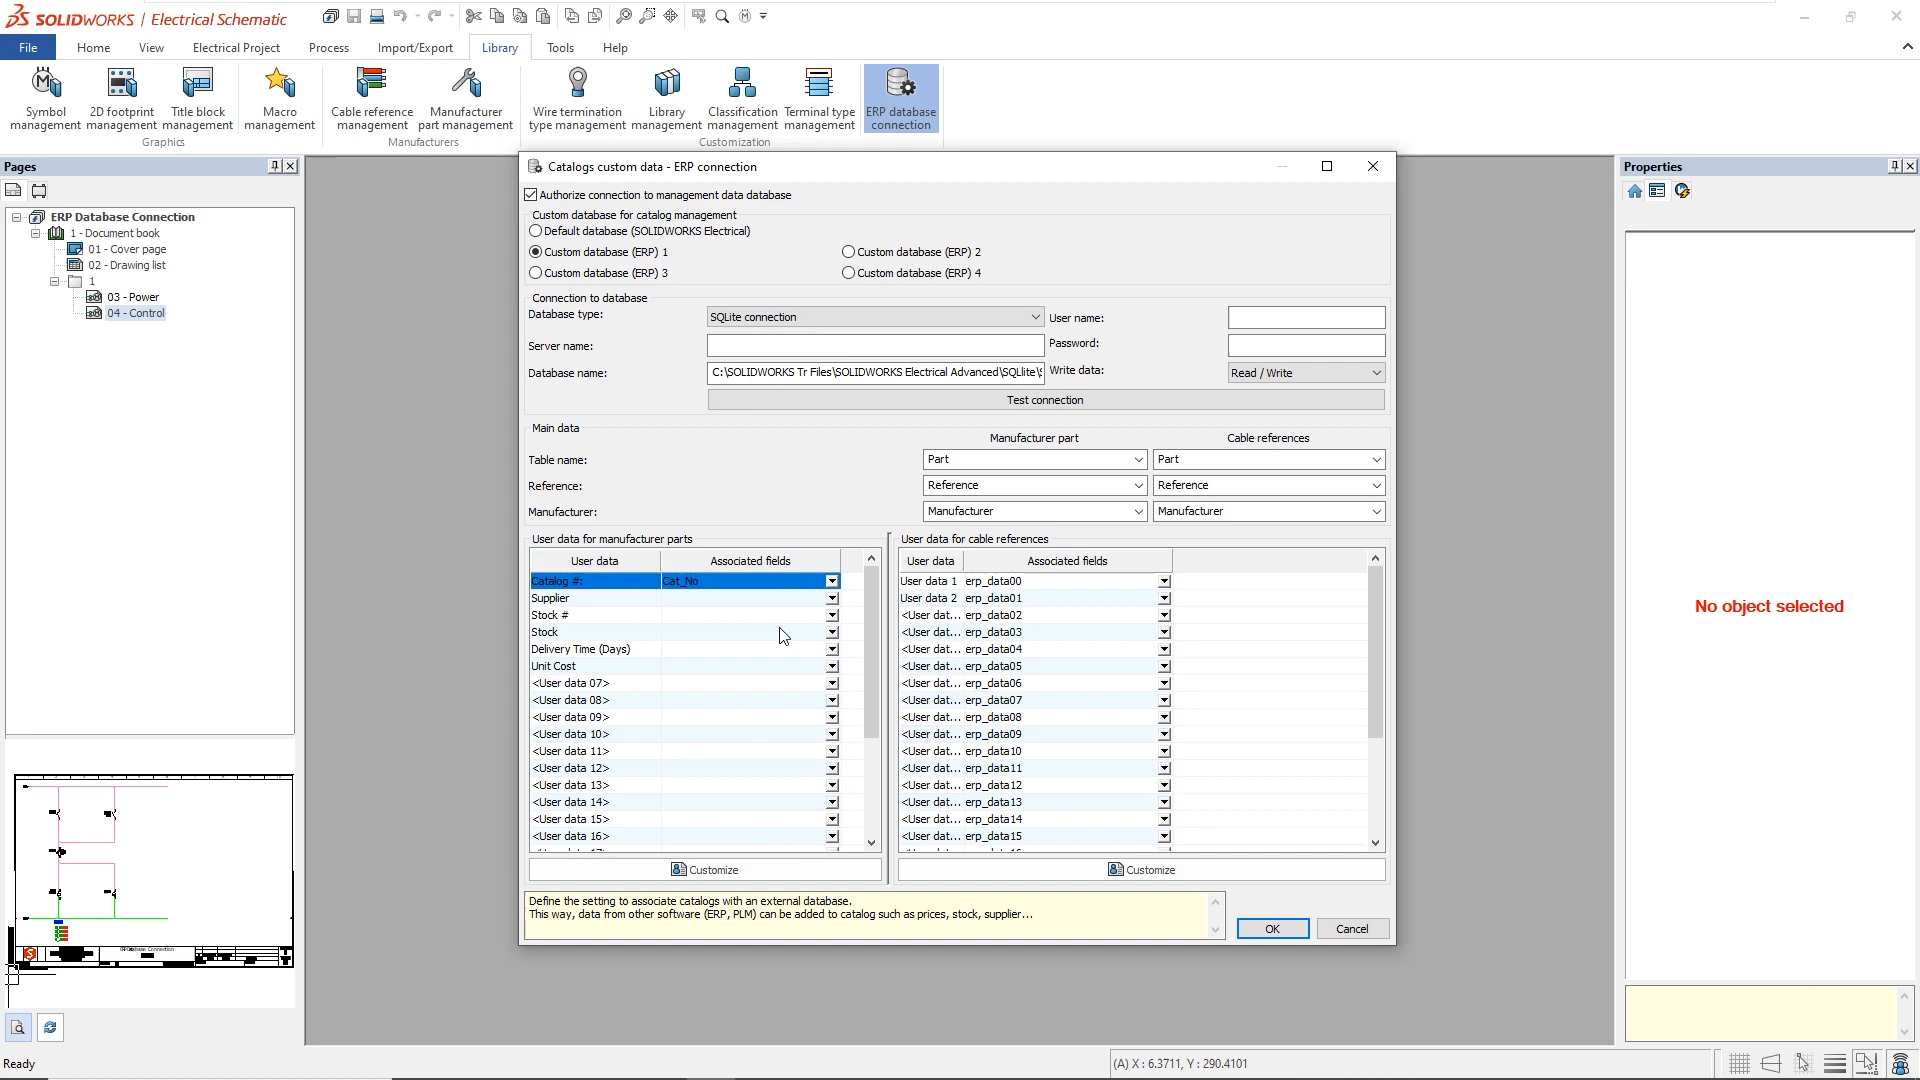 SOLIDWORKS | Electrical Schematic
File Home View Electrical Project Process Import/Export Library Tools Help
Symbol management
2D footprint management
Title block management
Macro management
Cable reference management
Manufacturer part management
Wire termination type management
Library management
Classification management
Terminal type management
ERP database connection
Graphics Manufacturers Customization
Pages
ERP Database Connection
1 - Document book
01 - Cover page
02 - Drawing list
1
03 - Power
04 - Control
Catalogs custom data - ERP connection
Authorize connection to management data database
Custom database for catalog management
Default database (SOLIDWORKS Electrical)
Custom database (ERP) 1 Custom database (ERP) 2
Custom database (ERP) 3 Custom database (ERP) 4
Connection to database
Database type: SQLite connection User name:
Server name: Password:
Database name: C:\SOLIDWORKS Tr Files\SOLIDWORKS Electrical Advanced\SQLlite\ Write data: Read / Write
Test connection
Main data
Manufacturer part Cable references
Table name: Part Part
Reference: Reference Reference
Manufacturer: Manufacturer Manufacturer
User data for manufacturer parts
User data Associated fields
Catalog #: Cat_No
Supplier
Stock #
Stock
Delivery Time (Days)
Unit Cost
<User data 07>
<User data 08>
<User data 09>
<User data 10>
<User data 11>
<User data 12>
<User data 13>
<User data 14>
<User data 15>
<User data 16>
Customize
User data for cable references
User data Associated fields
User data 1 erp_data00
User data 2 erp_data01
<User dat... erp_data02
<User dat... erp_data03
<User dat... erp_data04
<User dat... erp_data05
<User dat... erp_data06
<User dat... erp_data07
<User dat... erp_data08
<User dat... erp_data09
<User dat... erp_data10
<User dat... erp_data11
<User dat... erp_data12
<User dat... erp_data13
<User dat... erp_data14
<User dat... erp_data15
Customize
Define the setting to associate catalogs with an external database.
This way, data from other software (ERP, PLM) can be added to catalog such as prices, stock, supplier...
OK Cancel
Properties
No object selected
ERP Database Connection
Ready
(A) X : 6.3711, Y : 290.4101